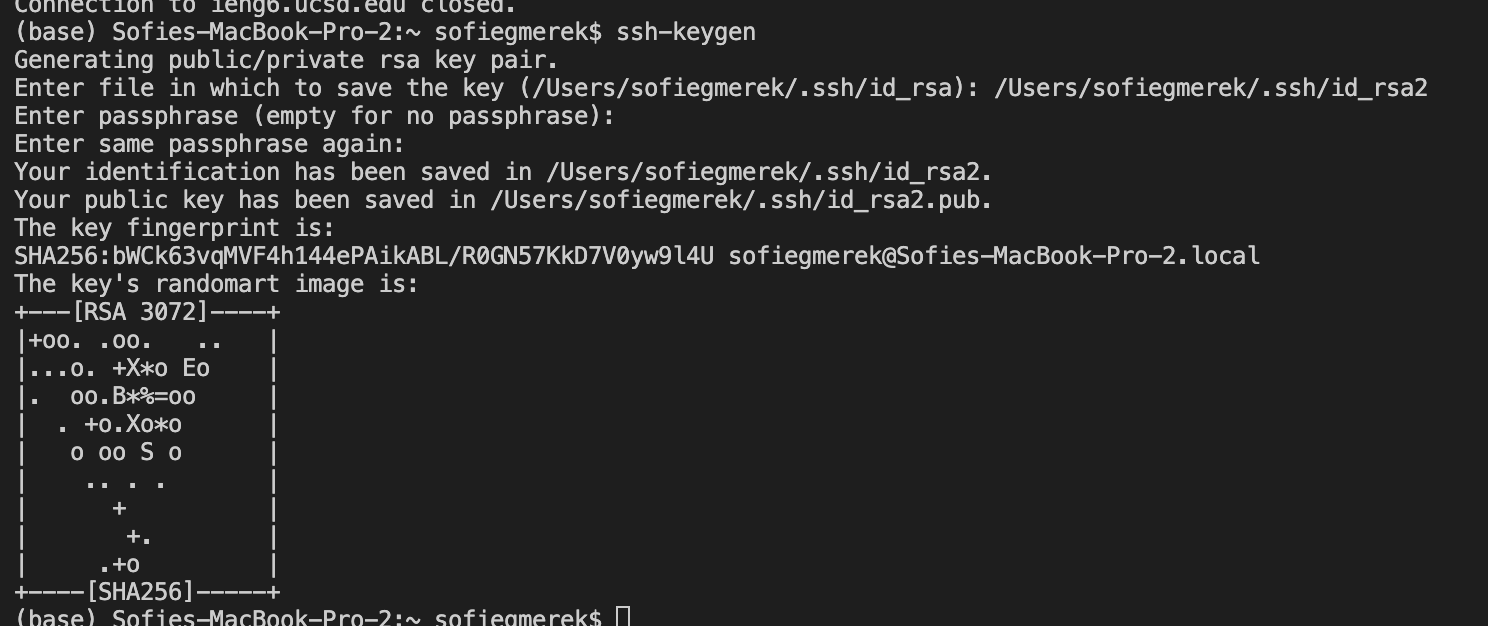 Connection to ieng6.ucsd.edu closed.
(base) Sofies-MacBook-Pro-2:~ sofiegmerek$ ssh-keygen
Generating public/private rsa key pair.
Enter file in which to save the key (/Users/sofiegmerek/.ssh/id_rsa): /Users/sofiegmerek/.ssh/id_rsa2
Enter passphrase (empty for no passphrase):
Enter same passphrase again:
Your identification has been saved in /Users/sofiegmerek/.ssh/id_rsa2.
Your public key has been saved in /Users/sofiegmerek/.ssh/id_rsa2.pub.
The key fingerprint is:
SHA256:bWCk63vqMVF4h144ePAikABL/R0GN57KkD7V0yw9l4U sofiegmerek@Sofies-MacBook-Pro-2.local
The key's randomart image is:
+---[RSA 3072]----+
|+oo. .oo.   ..   |
|...o. +X*o Eo    |
|.  oo.B*%=oo     |
|  . +o.Xo*o      |
|   o oo S o      |
|    .. . .       |
|      +          |
|       +.        |
|     .+o         |
+----[SHA256]-----+
(base) Sofies-MacBook-Pro-2:~ sofiegmerek$